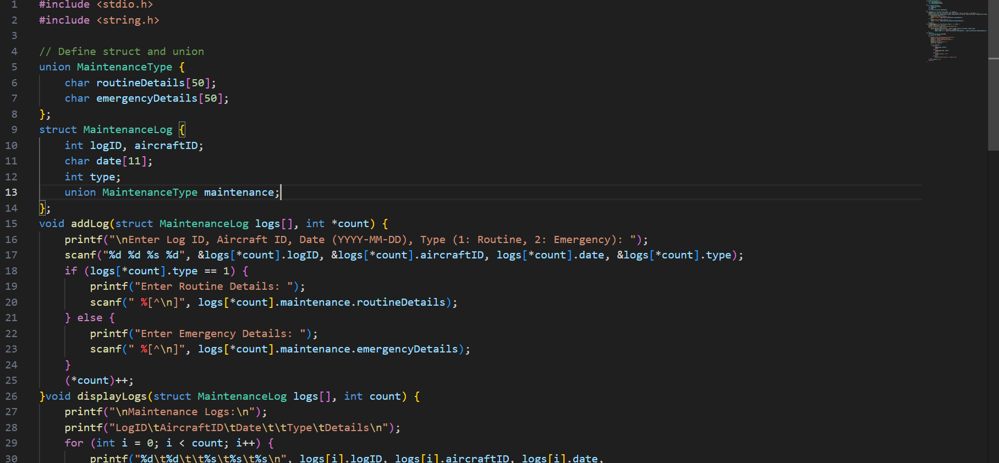 1 #include <stdio.h>
2 #include <string.h>
3
4 // Define struct and union
5 union MaintenanceType {
6     char routineDetails[50];
7     char emergencyDetails[50];
8 };
9 struct MaintenanceLog {
10     int logID, aircraftID;
11     char date[11];
12     int type;
13     union MaintenanceType maintenance;
14 };
15 void addLog(struct MaintenanceLog logs[], int *count) {
16     printf("\nEnter Log ID, Aircraft ID, Date (YYYY-MM-DD), Type (1: Routine, 2: Emergency): ");
17     scanf("%d %d %s %d", &logs[*count].logID, &logs[*count].aircraftID, logs[*count].date, &logs[*count].type);
18     if (logs[*count].type == 1) {
19         printf("Enter Routine Details: ");
20         scanf(" %[^\n]", logs[*count].maintenance.routineDetails);
21     } else {
22         printf("Enter Emergency Details: ");
23         scanf(" %[^\n]", logs[*count].maintenance.emergencyDetails);
24     }
25     (*count)++;
26 }void displayLogs(struct MaintenanceLog logs[], int count) {
27     printf("\nMaintenance Logs:\n");
28     printf("LogID\tAircraftID\tDate\t\tType\tDetails\n");
29     for (int i = 0; i < count; i++) {
30         printf("%d\t%d\t\t%s\t%s\t%s\n", logs[i].logID, logs[i].aircraftID, logs[i].date,